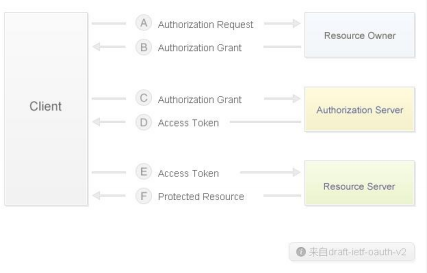 A Authorization Request
B Authorization Grant
Resource Owner
Client
C Authorization Grant
D Access Token
Authorization Server
E Access Token
F Protected Resource
Resource Server
i 来自draft-ietf-oauth-v2